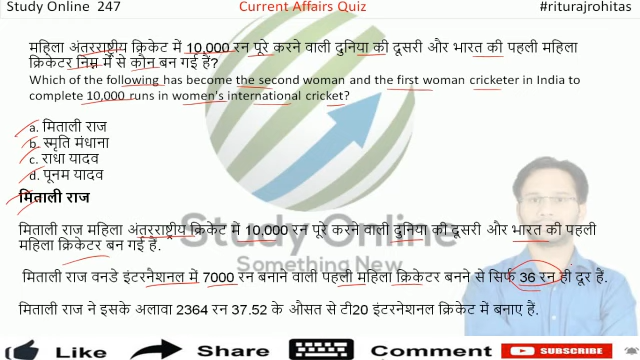 Study Online 247 Current Affairs Quiz #riturajrohitas
महिला अंतरराष्ट्रीय क्रिकेट में 10,000 रन पूरे करने वाली दुनिया की दूसरी और भारत की पहली महिला
क्रिकेटर निम्न में से कौन बन गई हैं?
Which of the following has become the second woman and the first woman cricketer in India to
complete 10,000 runs in women's international cricket?
a. मिताली राज
b. स्मृति मंधाना
c. राधा यादव
d. पूनम यादव
मिताली राज
मिताली राज महिला अंतरराष्ट्रीय क्रिकेट में 10,000 रन पूरे करने वाली दुनिया की दूसरी और भारत की पहली
महिला क्रिकेटर बन गई हैं.
Study Online
Something New
मिताली राज वनडे इंटरनैशनल में 7000 रन बनाने वाली पहली महिला क्रिकेटर बनने से सिर्फ 36 रन ही दूर हैं.
मिताली राज ने इसके अलावा 2364 रन 37.52 के औसत से टी20 इंटरनेशनल क्रिकेट में बनाए हैं.
Like Share Comment SUBSCRIBE